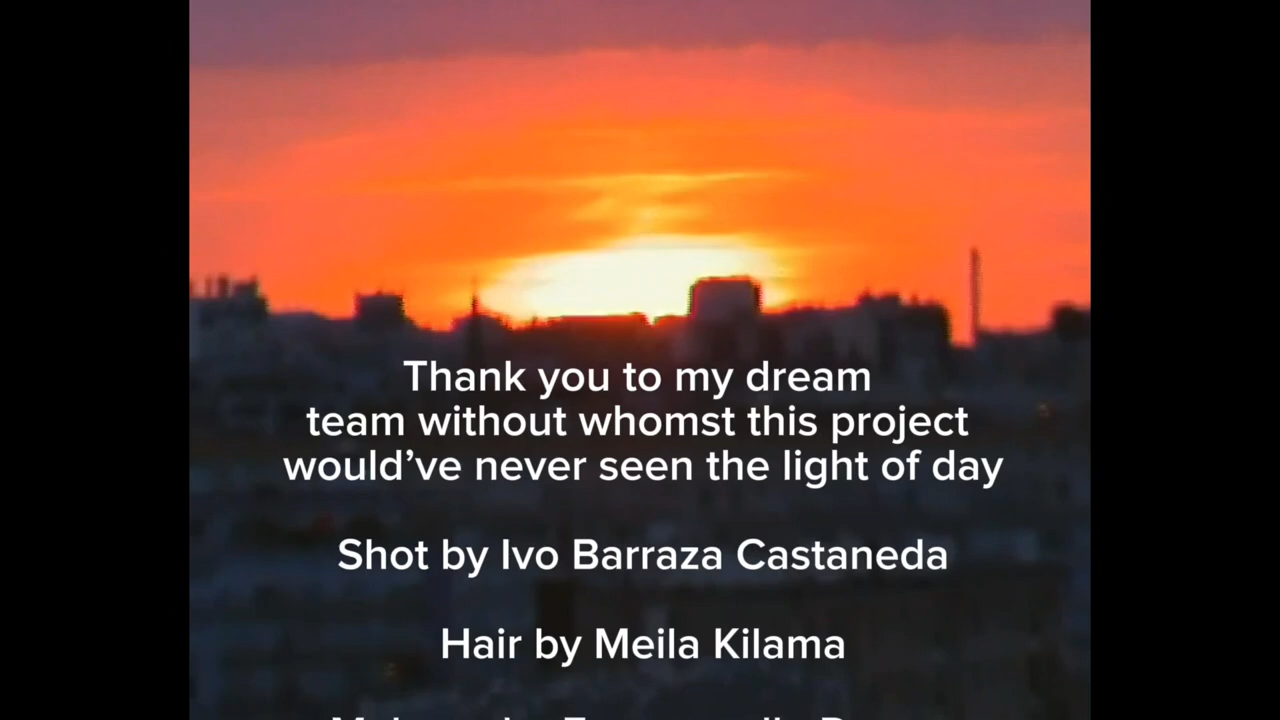 Thank you to my dream
team without whomst this project
would’ve never seen the light of day
Shot by Ivo Barraza Castaneda
Hair by Meila Kilama